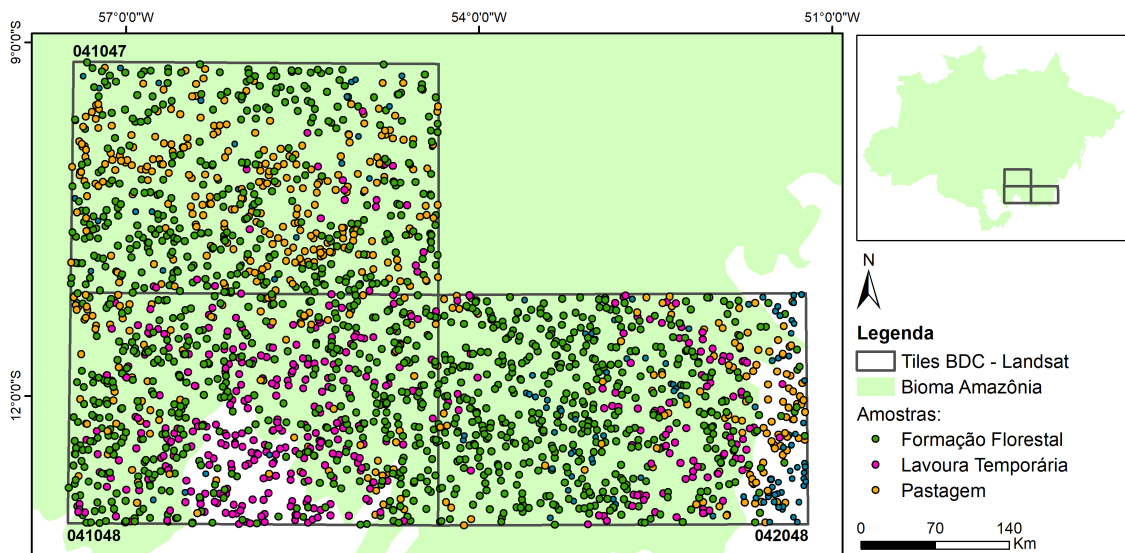 57°0'0"W 54°0'0"W 51°0'0"W
9°0'0"S
12°0'0"S
041047
041048
042048
N
Legenda
Tiles BDC - Landsat
Bioma Amazônia
Amostras:
Formação Florestal
Lavoura Temporária
Pastagem
0 70 140
Km